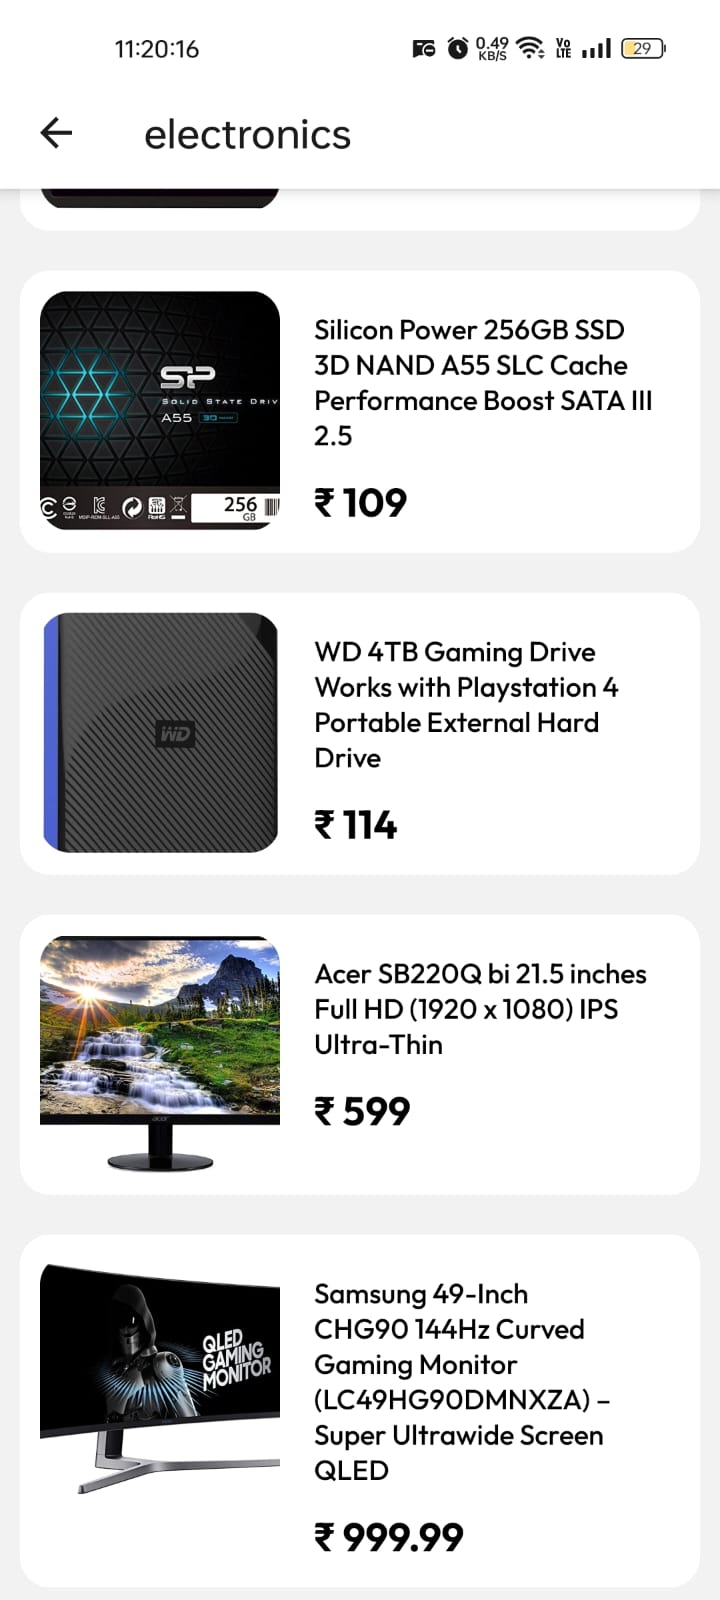 11:20:16
0.49
KB/S
Vo
LTE
29
electronics
SP
SOLID STATE DRIV
A55 3D
256
GB
Silicon Power 256GB SSD
3D NAND A55 SLC Cache
Performance Boost SATA III
2.5
₹ 109
WD
WD 4TB Gaming Drive
Works with Playstation 4
Portable External Hard
Drive
₹ 114
acer
Acer SB220Q bi 21.5 inches
Full HD (1920 x 1080) IPS
Ultra-Thin
₹ 599
QLED
GAMING
MONITOR
Samsung 49-Inch
CHG90 144Hz Curved
Gaming Monitor
(LC49HG90DMNXZA) –
Super Ultrawide Screen
QLED
₹ 999.99